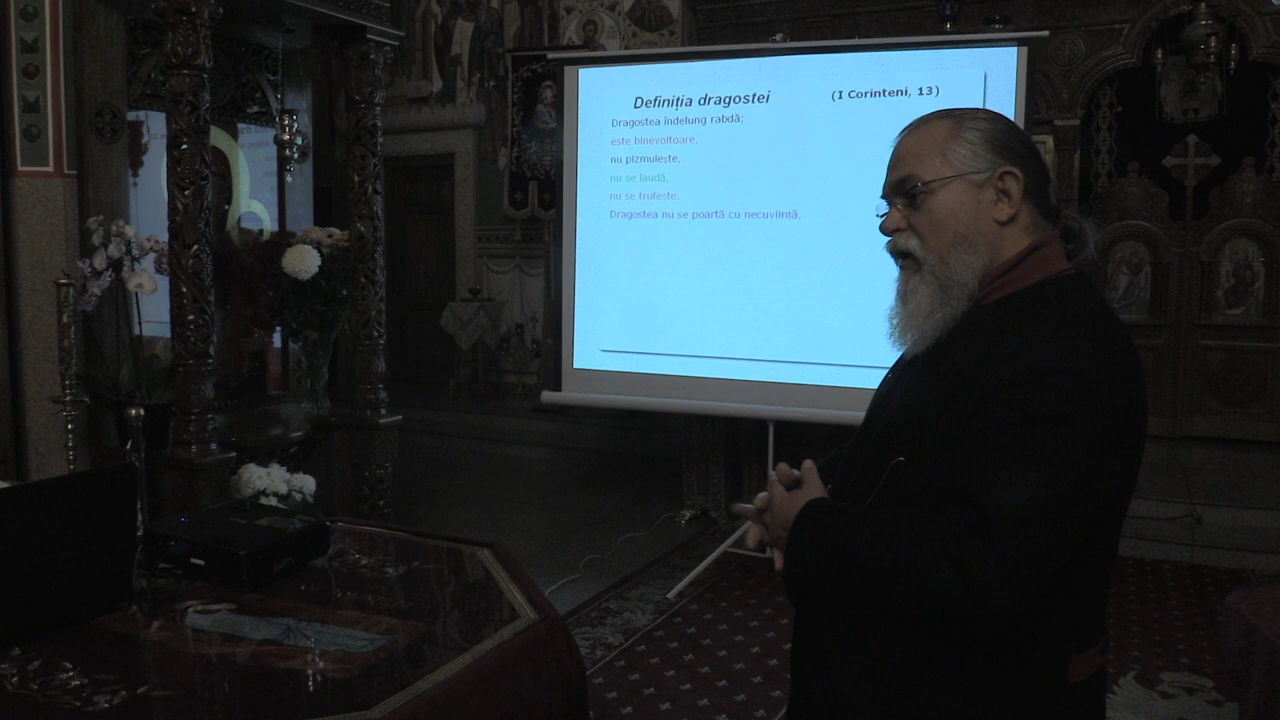 Definiția dragostei (I Corinteni, 13)
Dragostea îndelung rabdă;
este binevoitoare,
nu pizmuiește,
nu se laudă,
nu se trufește.
Dragostea nu se poartă cu necuviință,